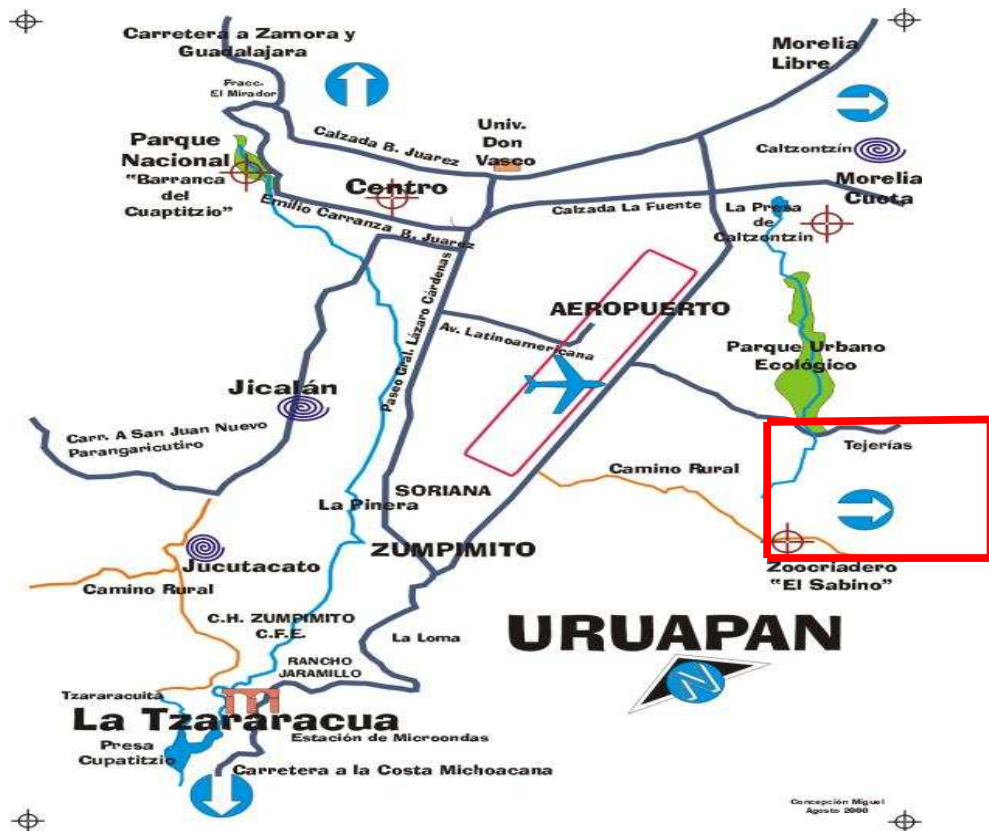 Carretera a Zamora y
Guadalajara
Morelia
Libre
Fracc.
El Mirador
Parque
Nacional
"Barranca
del
Cuaptitzio"
Calzada B. Juarez
Univ.
Don
Vasco
Caltzontzín
Morelia
Cuota
Centro
Emilio Carranza B. Juarez
Calzada La Fuente
La Presa
de
Caltzontzin
Paseo Gral. Lázaro Cárdenas
AEROPUERTO
Av. Latinoamericana
Parque Urbano
Ecológico
Jicalán
Carr. A San Juan Nuevo
Parangaricutiro
Tejerías
Camino Rural
SORIANA
La Pinera
ZUMPIMITO
Jucutacato
Camino Rural
Zoocriadero
"El Sabino"
C.H. ZUMPIMITO
C.F.E.
La Loma
URUAPAN
RANCHO
JARAMILLO
N
Tzararacuita
La Tzararacua
Estación de Microondas
Presa
Cupatitzio
Carretera a la Costa Michoacana
Concepción Miguel
Agosto 2000